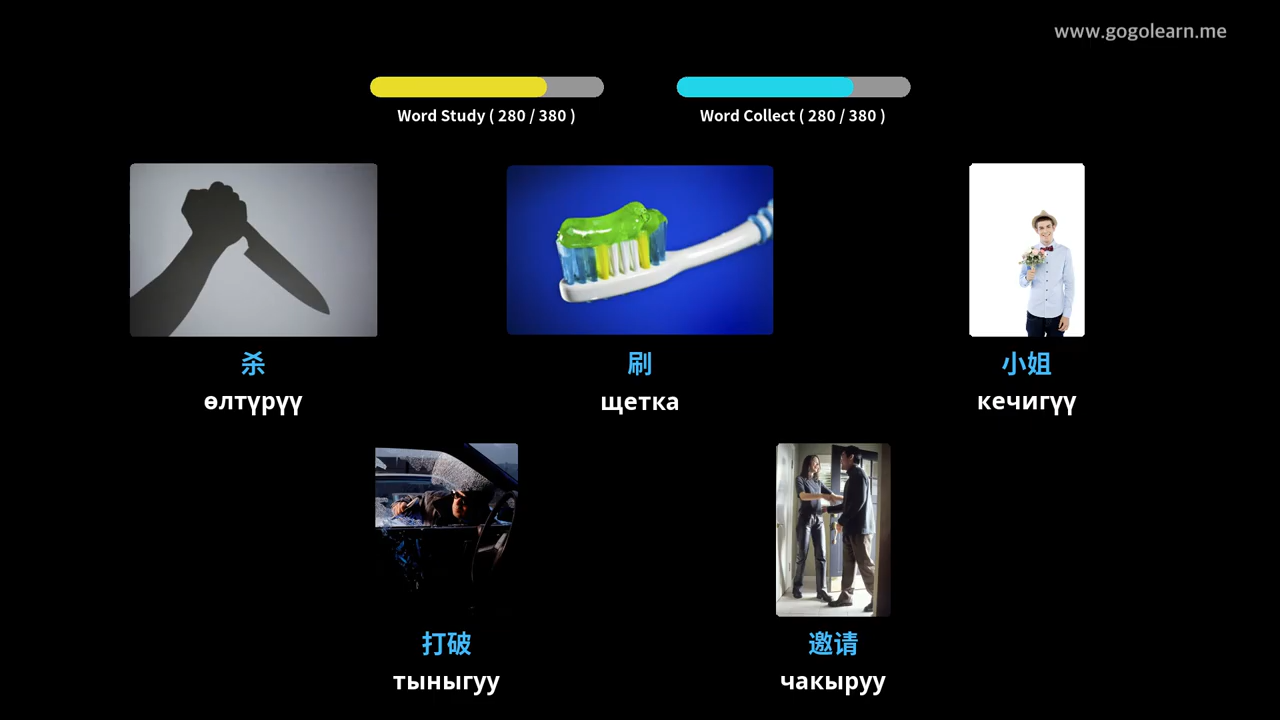 www.gogolearn.me
Word Study ( 280 / 380 )
Word Collect ( 280 / 380 )
杀
өлтүрүү
刷
щетка
小姐
кечигүү
打破
тыныгуу
邀请
чакыруу